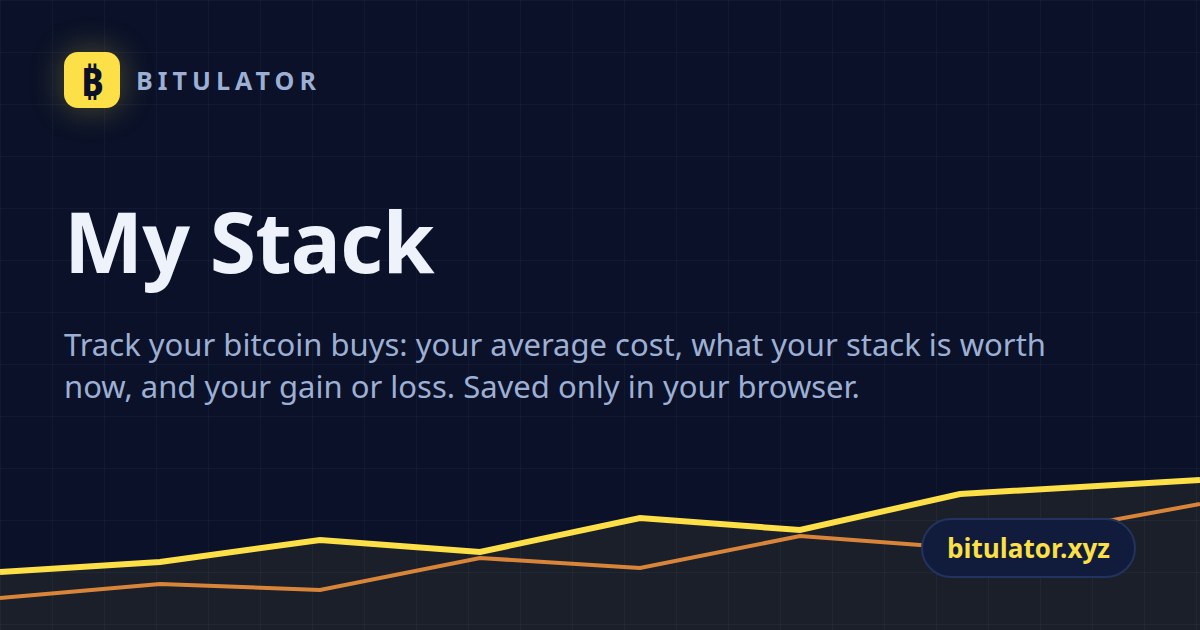 ₿ BITULATOR
My Stack
Track your bitcoin buys: your average cost, what your stack is worth
now, and your gain or loss. Saved only in your browser.
bitulator.xyz